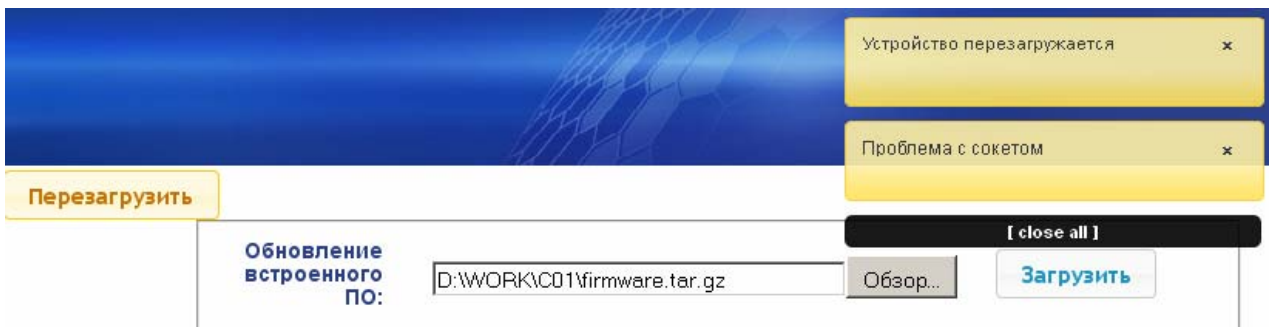 Устройство перезагружается ×
Проблема с сокетом ×
Перезагрузить
[ close all ]
Обновление
встроенного
ПО:
D:\WORK\C01\firmware.tar.gz Обзор... Загрузить